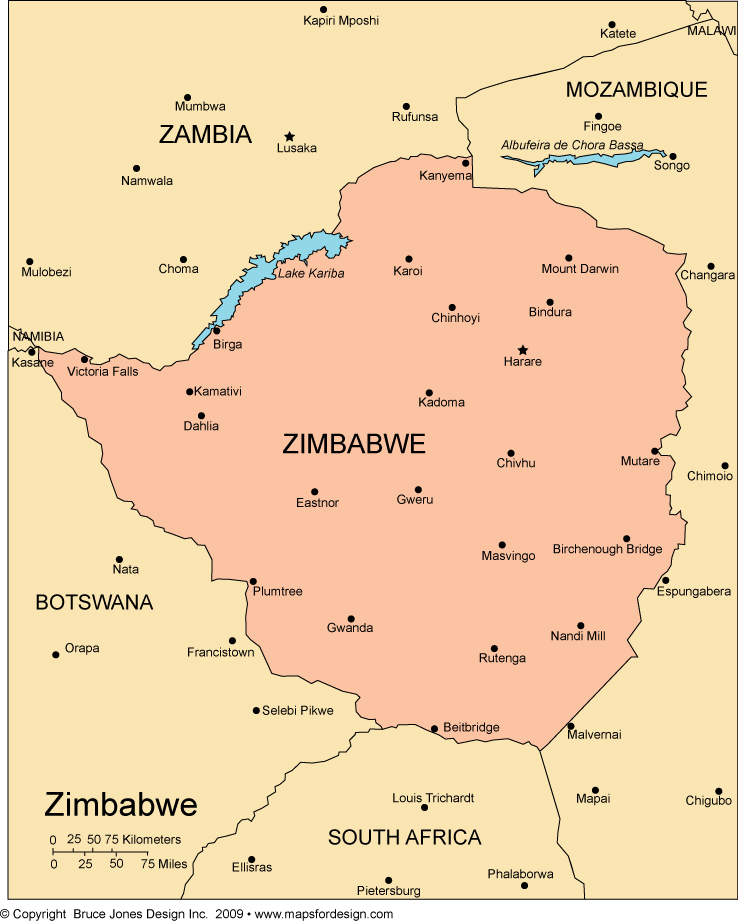 Kapiri Mposhi
Katete
MALAWI
Mumbwa
Rufunsa
MOZAMBIQUE
Fingoe
ZAMBIA
Lusaka
Albufeira de Chora Bassa
Songo
Namwala
Kanyema
Mulobezi
Choma
Lake Kariba
Karoi
Mount Darwin
Changara
Chinhoyi
Bindura
NAMIBIA
Birga
Kasane
Victoria Falls
Harare
Kamativi
Kadoma
Dahlia
ZIMBABWE
Chivhu
Mutare
Chimoio
Eastnor
Gweru
Masvingo
Birchenough Bridge
Nata
Plumtree
Espungabera
BOTSWANA
Gwanda
Nandi Mill
Orapa
Francistown
Rutenga
Selebi Pikwe
Beitbridge
Malvernai
Zimbabwe
Louis Trichardt
Mapai
Chigubo
0 25 50 75 Kilometers
0 25 50 75 Miles
SOUTH AFRICA
Ellisras
Pietersburg
Phalaborwa
© Copyright Bruce Jones Design Inc. 2009 • www.mapsfordesign.com